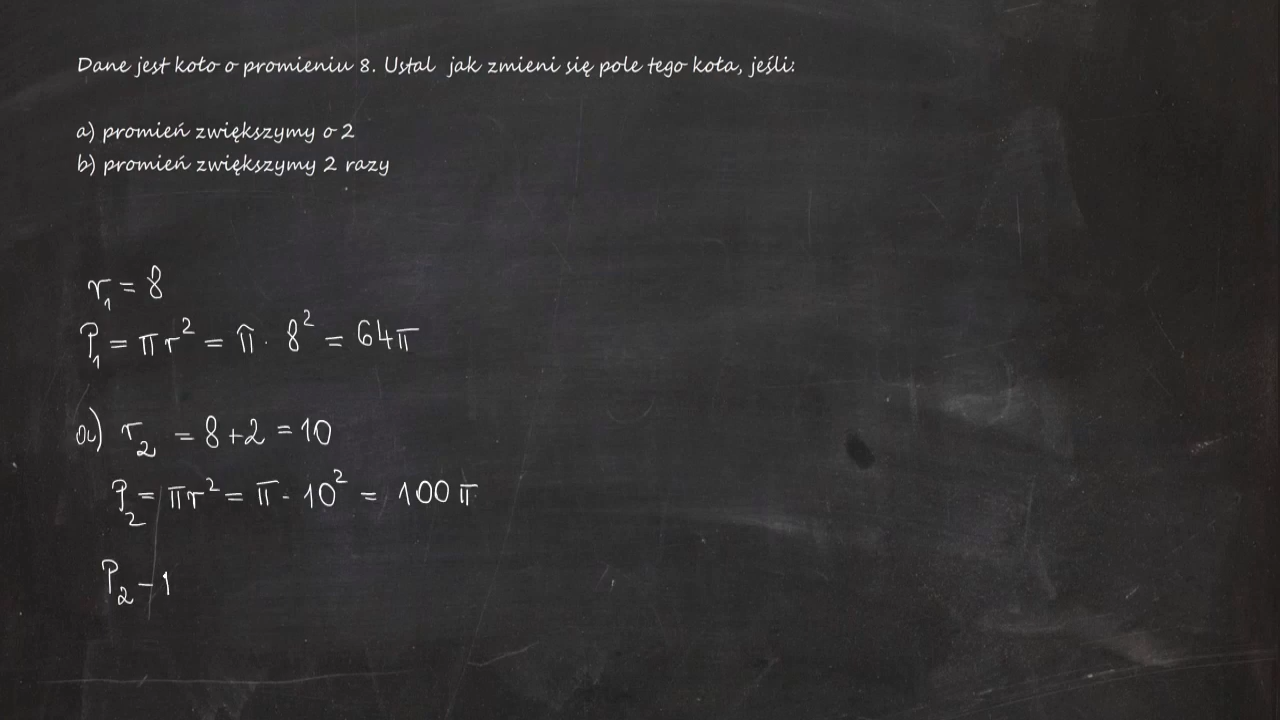 Dane jest koło o promieniu 8. Ustal jak zmieni się pole tego koła, jeśli:
a) promień zwiększymy o 2
b) promień zwiększymy 2 razy
r₁ = 8
P₁ = πr² = π · 8² = 64π
a) r₂ = 8+2 = 10
P₂ = πr² = π · 10² = 100π
P₂ - 1